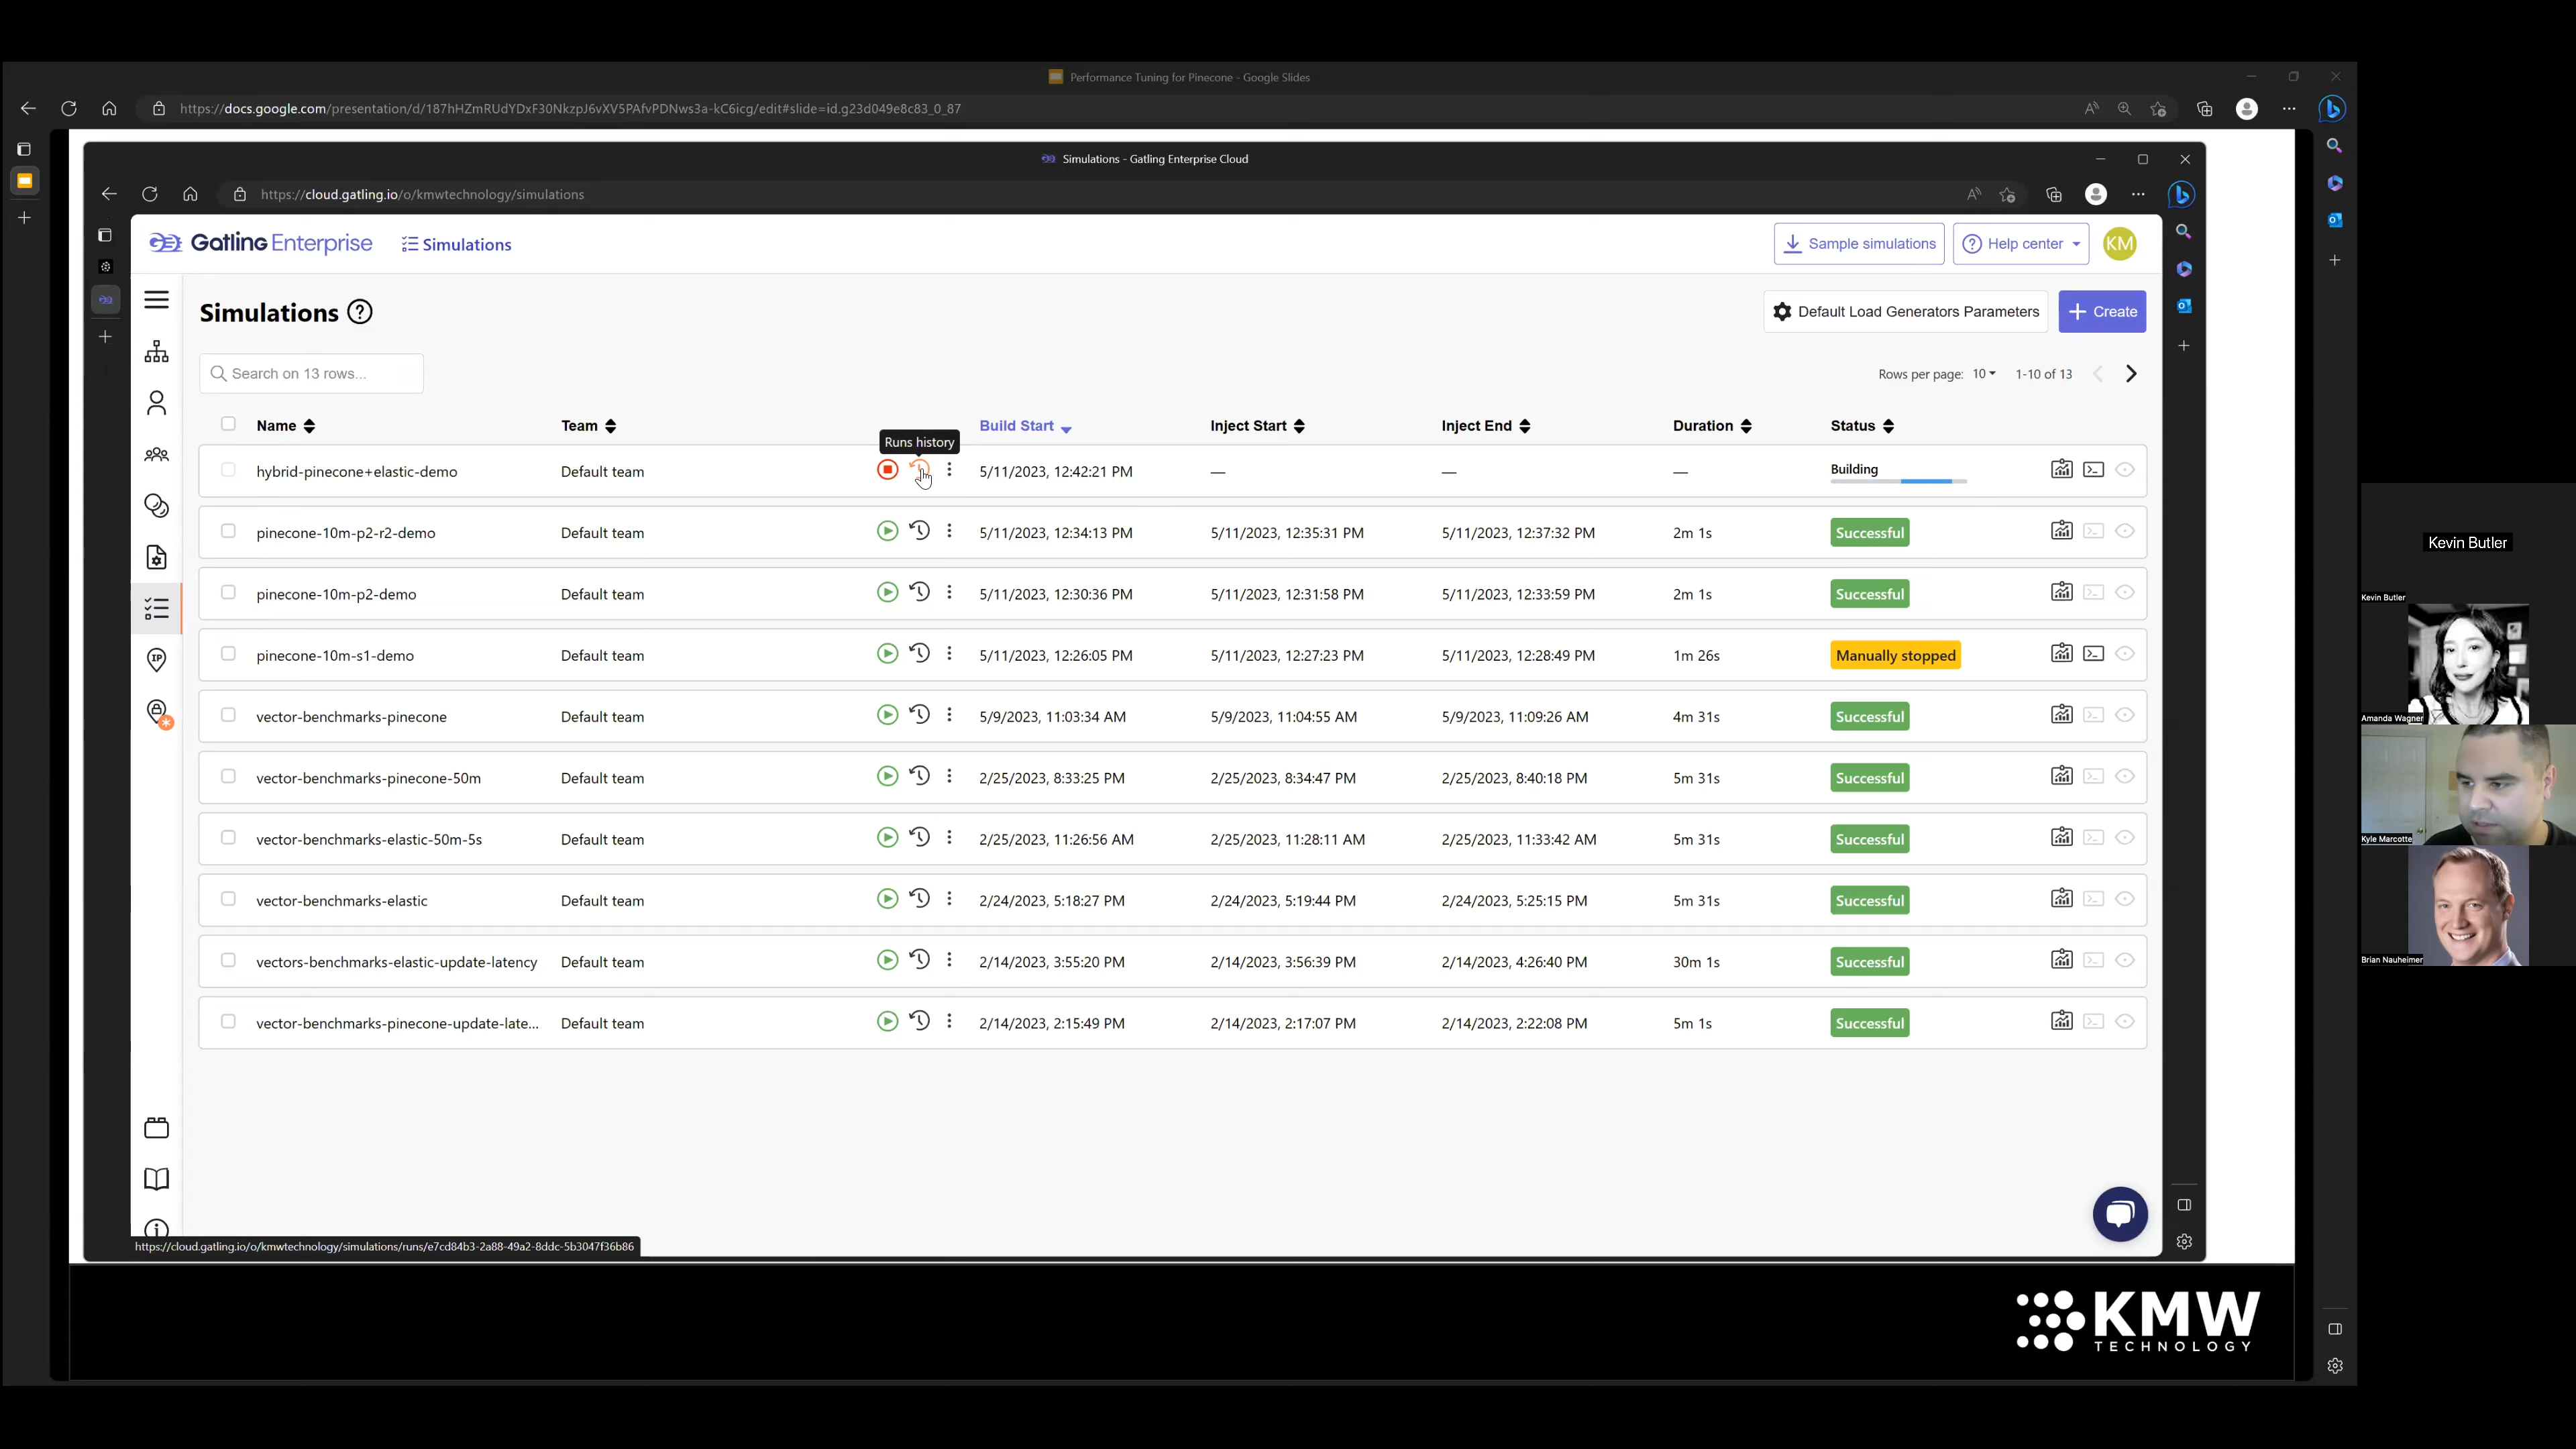 Performance Tuning for Pinecone - Google Slides
https://docs.google.com/presentation/d/187hHZmRUdYDxF30NkzpJ6vXV5PAfvPDNws3a-kC6icg/edit#slide=id.g23d049e8c83_0_87
Simulations - Gatling Enterprise Cloud
https://cloud.gatling.io/o/kmwtechnology/simulations
Gatling Enterprise Simulations Sample simulations Help center KM
Simulations Default Load Generators Parameters Create
Search on 13 rows... Rows per page: 10 1-10 of 13
Name Team Build Start Inject Start Inject End Duration Status
Runs history
hybrid-pinecone+elastic-demo Default team 5/11/2023, 12:42:21 PM — — — Building
pinecone-10m-p2-r2-demo Default team 5/11/2023, 12:34:13 PM 5/11/2023, 12:35:31 PM 5/11/2023, 12:37:32 PM 2m 1s Successful
pinecone-10m-p2-demo Default team 5/11/2023, 12:30:36 PM 5/11/2023, 12:31:58 PM 5/11/2023, 12:33:59 PM 2m 1s Successful
pinecone-10m-s1-demo Default team 5/11/2023, 12:26:05 PM 5/11/2023, 12:27:23 PM 5/11/2023, 12:28:49 PM 1m 26s Manually stopped
vector-benchmarks-pinecone Default team 5/9/2023, 11:03:34 AM 5/9/2023, 11:04:55 AM 5/9/2023, 11:09:26 AM 4m 31s Successful
vector-benchmarks-pinecone-50m Default team 2/25/2023, 8:33:25 PM 2/25/2023, 8:34:47 PM 2/25/2023, 8:40:18 PM 5m 31s Successful
vector-benchmarks-elastic-50m-5s Default team 2/25/2023, 11:26:56 AM 2/25/2023, 11:28:11 AM 2/25/2023, 11:33:42 AM 5m 31s Successful
vector-benchmarks-elastic Default team 2/24/2023, 5:18:27 PM 2/24/2023, 5:19:44 PM 2/24/2023, 5:25:15 PM 5m 31s Successful
vectors-benchmarks-elastic-update-latency Default team 2/14/2023, 3:55:20 PM 2/14/2023, 3:56:39 PM 2/14/2023, 4:26:40 PM 30m 1s Successful
vector-benchmarks-pinecone-update-late... Default team 2/14/2023, 2:15:49 PM 2/14/2023, 2:17:07 PM 2/14/2023, 2:22:08 PM 5m 1s Successful
IP
https://cloud.gatling.io/o/kmwtechnology/simulations/runs/e7cd84b3-2a88-49a2-8ddc-5b3047f36b86
KMW
TECHNOLOGY
Kevin Butler
Kevin Butler
Amanda Wagner
Kyle Marcotte
Brian Nauheimer